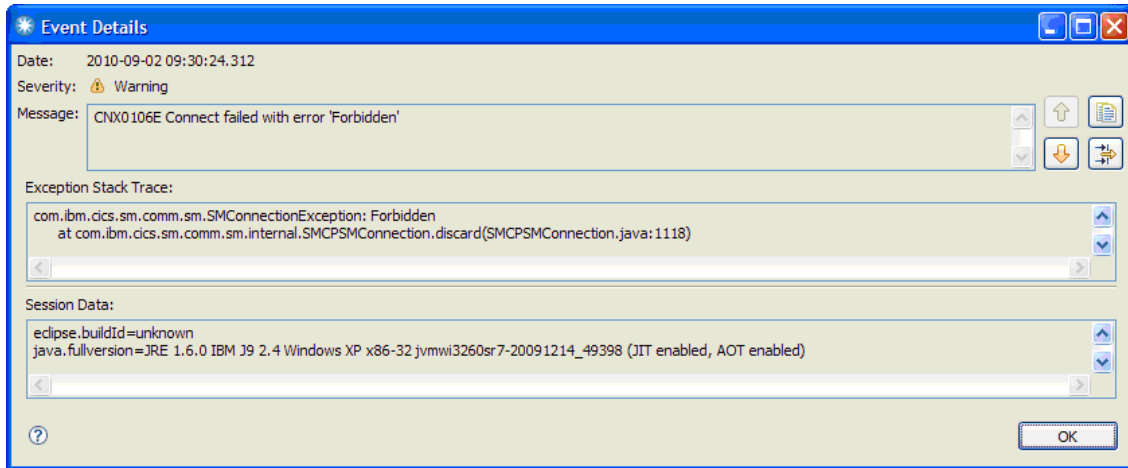 Event Details
Date: 2010-09-02 09:30:24.312
Severity: Warning
Message: CNX0106E Connect failed with error 'Forbidden'
Exception Stack Trace:
com.ibm.cics.sm.comm.sm.SMConnectionException: Forbidden
at com.ibm.cics.sm.comm.sm.internal.SMCPSMConnection.discard(SMCPSMConnection.java:1118)
Session Data:
eclipse.buildId=unknown
java.fullversion=JRE 1.6.0 IBM J9 2.4 Windows XP x86-32 jvmwi3260sr7-20091214_49398 (JIT enabled, AOT enabled)
OK